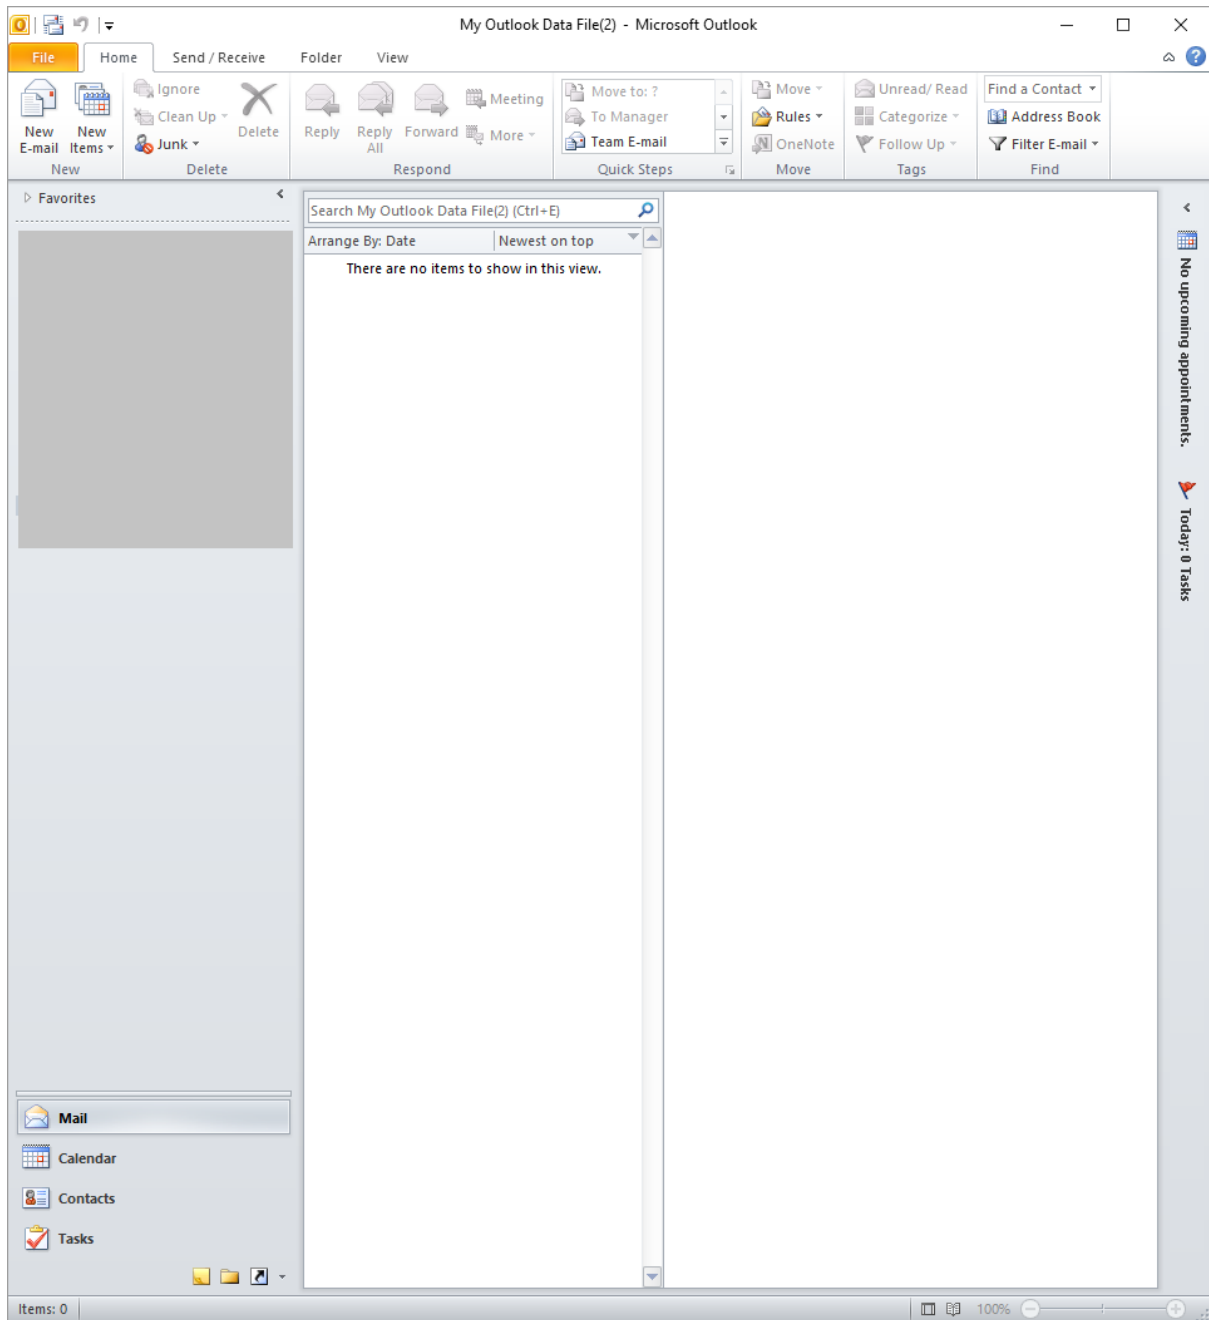 My Outlook Data File(2) - Microsoft Outlook
File Home Send / Receive Folder View
New E-mail
New Items
New
Ignore
Clean Up
Junk
Delete
Delete
Reply
Reply All
Forward
Meeting
More
Respond
Move to: ?
To Manager
Team E-mail
Quick Steps
Move
Rules
OneNote
Move
Unread/ Read
Categorize
Follow Up
Tags
Find a Contact
Address Book
Filter E-mail
Find
Favorites
Search My Outlook Data File(2) (Ctrl+E)
Arrange By: Date Newest on top
There are no items to show in this view.
No upcoming appointments.
Today: 0 Tasks
Mail
Calendar
Contacts
Tasks
Items: 0
100%